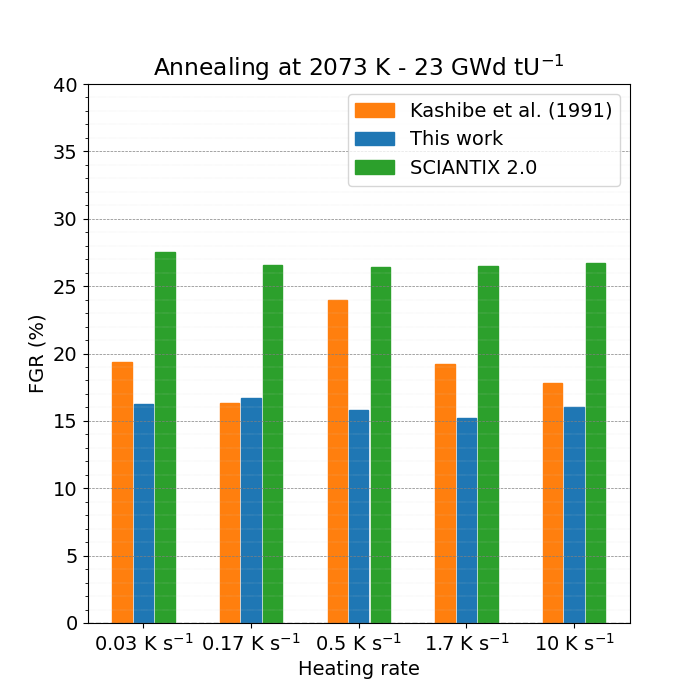 Annealing at 2073 K - 23 GWd tU⁻¹
Kashibe et al. (1991)
This work
SCIANTIX 2.0
FGR (%)
40
35
30
25
20
15
10
5
0
0.03 K s⁻¹ 0.17 K s⁻¹ 0.5 K s⁻¹ 1.7 K s⁻¹ 10 K s⁻¹
Heating rate